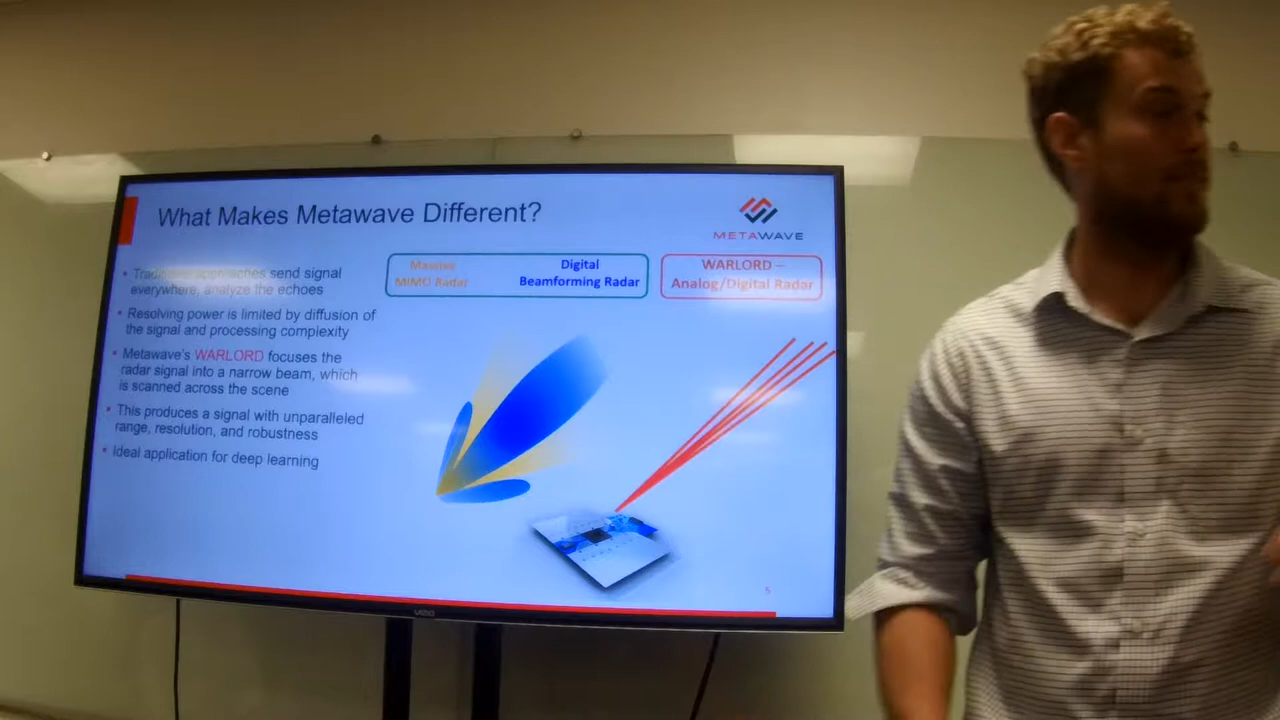 What Makes Metawave Different?
METAWAVE
Traditional approaches send signal
everywhere, analyze the echoes
Resolving power is limited by diffusion of
the signal and processing complexity
Metawave's WARLORD focuses the
radar signal into a narrow beam, which
is scanned across the scene
This produces a signal with unparalleled
range, resolution, and robustness
Ideal application for deep learning
Massive
MIMO Radar
Digital
Beamforming Radar
WARLORD –
Analog/Digital Radar
5
VIZIO